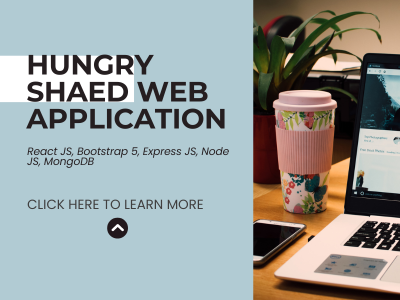 HUNGRY
SHAED WEB
APPLICATION
React JS, Bootstrap 5, Express JS, Node
JS, MongoDB
CLICK HERE TO LEARN MORE